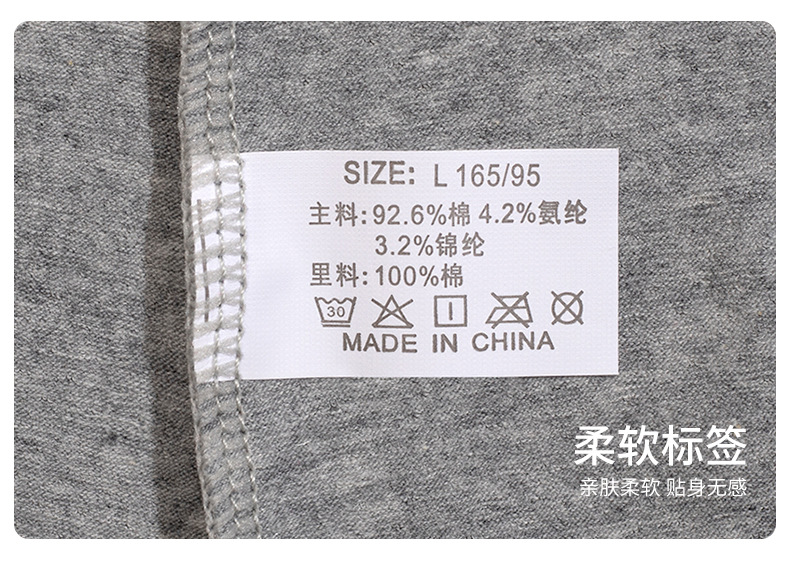 SIZE: L 165/95
主料:92.6%棉 4.2%氨纶
3.2%锦纶
里料:100%棉
30
MADE IN CHINA
柔软标签
亲肤柔软 贴身无感